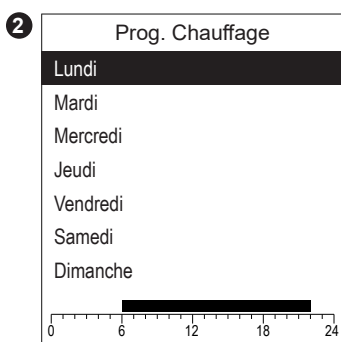 2
Prog. Chauffage
Lundi
Mardi
Mercredi
Jeudi
Vendredi
Samedi
Dimanche
0 6 12 18 24